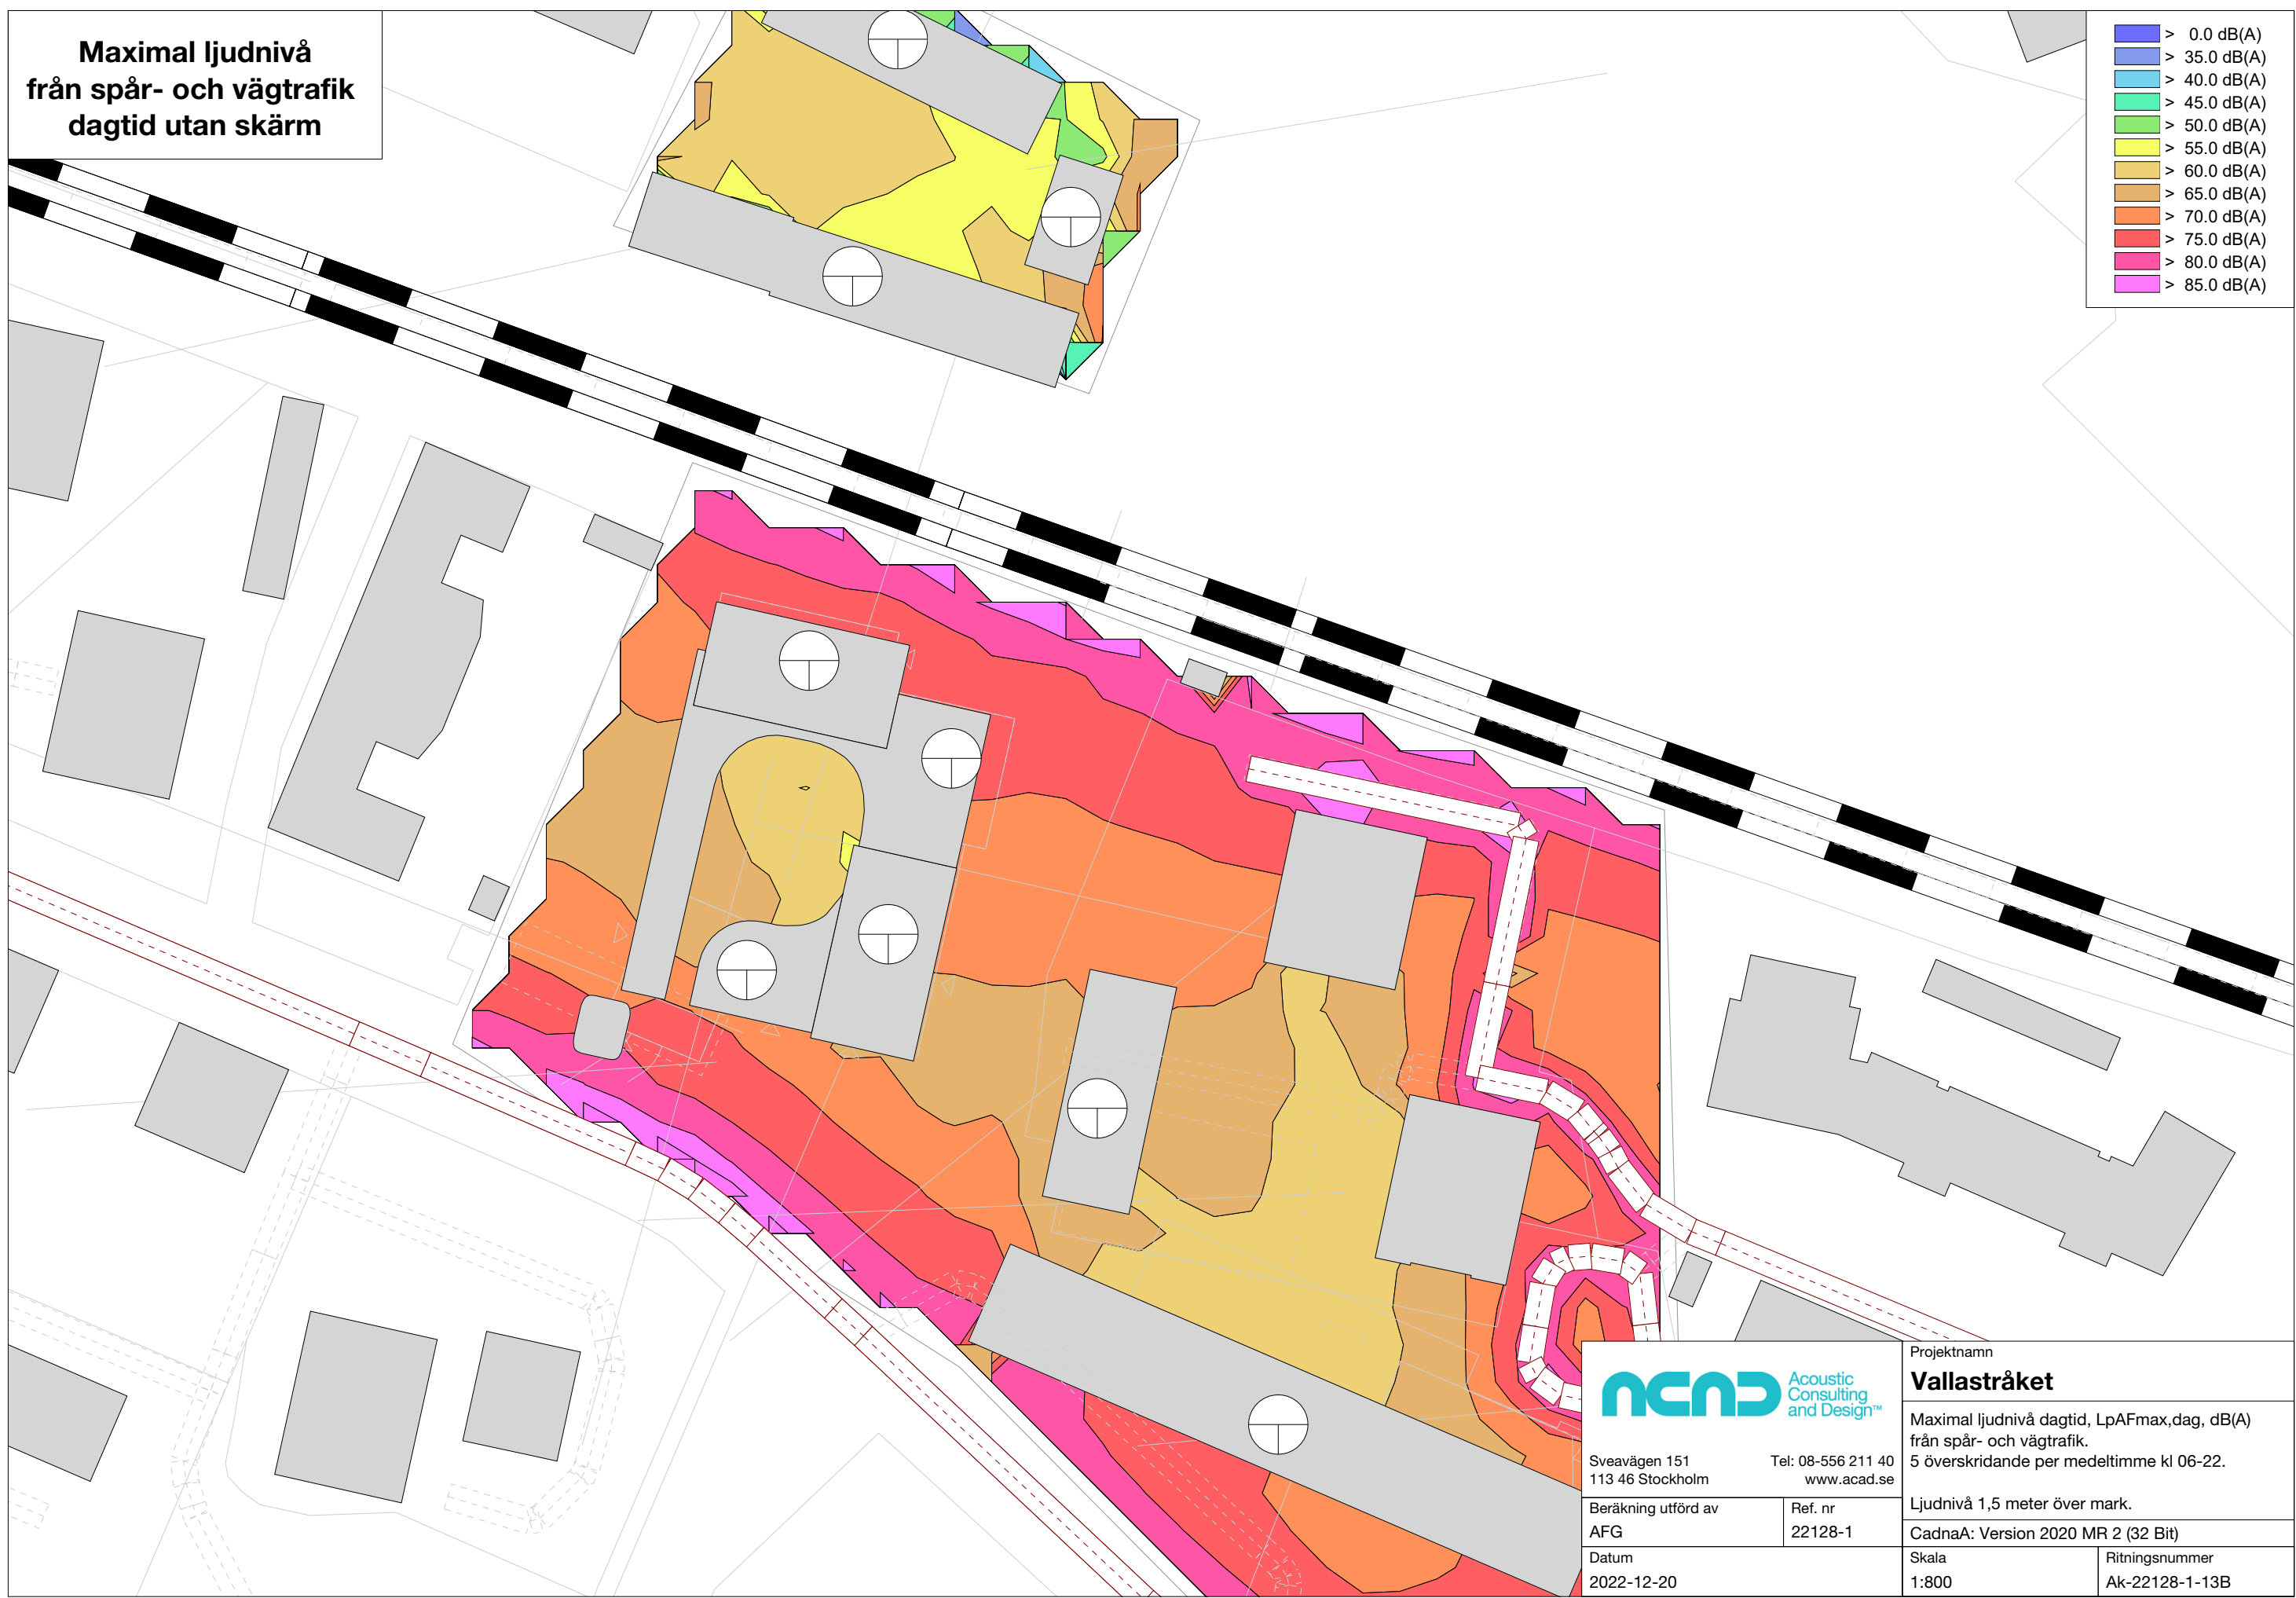 Maximal ljudnivå
från spår- och vägtrafik
dagtid utan skärm
> 0.0 dB(A)
> 35.0 dB(A)
> 40.0 dB(A)
> 45.0 dB(A)
> 50.0 dB(A)
> 55.0 dB(A)
> 60.0 dB(A)
> 65.0 dB(A)
> 70.0 dB(A)
> 75.0 dB(A)
> 80.0 dB(A)
> 85.0 dB(A)
ACAD
Acoustic
Consulting
and Design™
Sveavägen 151 Tel: 08-556 211 40
113 46 Stockholm www.acad.se
Beräkning utförd av
AFG
Ref. nr
22128-1
Datum
2022-12-20
Projektnamn
Vallastråket
Maximal ljudnivå dagtid, LpAFmax,dag, dB(A)
från spår- och vägtrafik.
5 överskridande per medeltimme kl 06-22.
Ljudnivå 1,5 meter över mark.
CadnaA: Version 2020 MR 2 (32 Bit)
Skala
1:800
Ritningsnummer
Ak-22128-1-13B